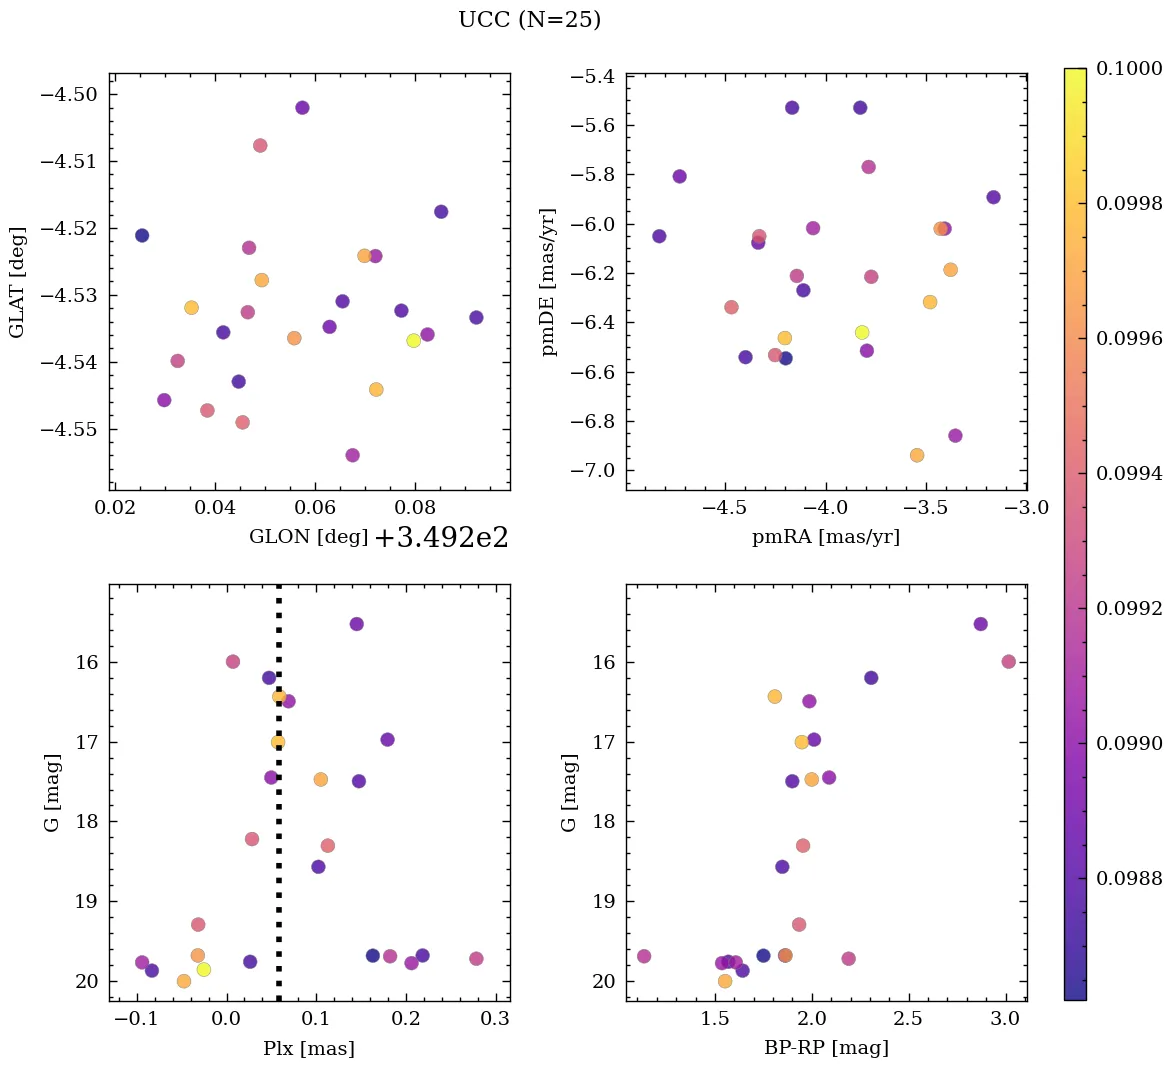 UCC (N=25)
−4.50
−4.51
−4.52
−4.53
−4.54
−4.55
GLAT [deg]
0.02 0.04 0.06 0.08
GLON [deg] +3.492e2
−5.4
−5.6
−5.8
−6.0
−6.2
−6.4
−6.6
−6.8
−7.0
pmDE [mas/yr]
−4.5 −4.0 −3.5 −3.0
pmRA [mas/yr]
16
17
18
19
20
G [mag]
−0.1 0.0 0.1 0.2 0.3
Plx [mas]
16
17
18
19
20
G [mag]
1.5 2.0 2.5 3.0
BP-RP [mag]
0.1000
0.0998
0.0996
0.0994
0.0992
0.0990
0.0988